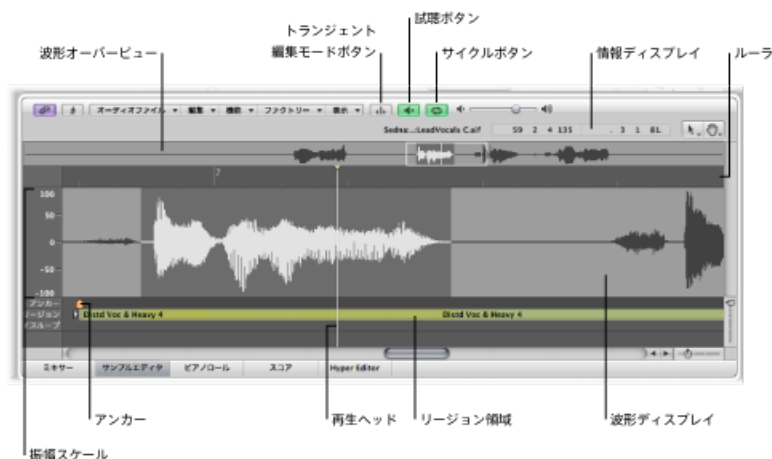 試聴ボタン
トランジェント
編集モードボタン
波形オーバービュー
サイクルボタン
情報ディスプレイ
ルーラ
オーディオファイル 編集 機能 ファクトリー 表示
Sedna:...:LeadVocals C.aif 59 2 4 135 . 3 1 81.
7
100
50
0
-50
-100
アンカー
リージョン Distd Voc & Heavy 4 Distd Voc & Heavy 4
ミキサー サンプルエディタ ピアノロール スコア Hyper Editor
アンカー
再生ヘッド
リージョン領域
波形ディスプレイ
振幅スケール